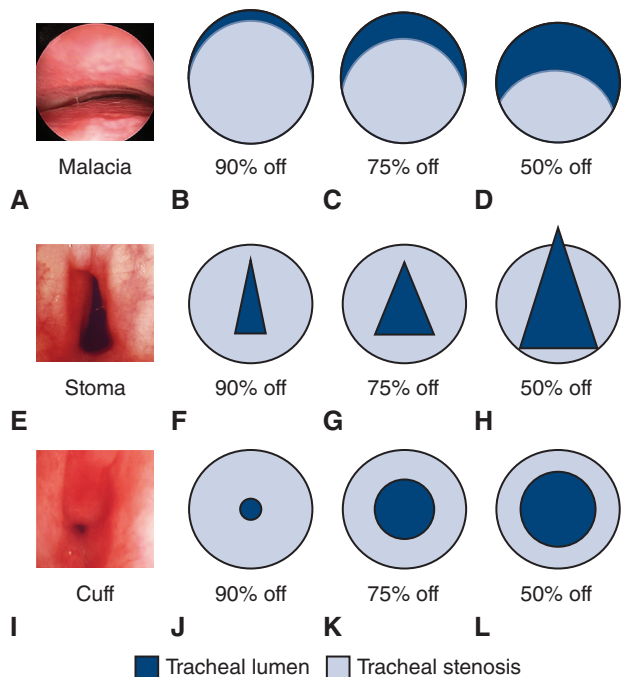 Malacia 90% off 75% off 50% off
A B C D
Stoma 90% off 75% off 50% off
E F G H
Cuff 90% off 75% off 50% off
I J K L
Tracheal lumen Tracheal stenosis